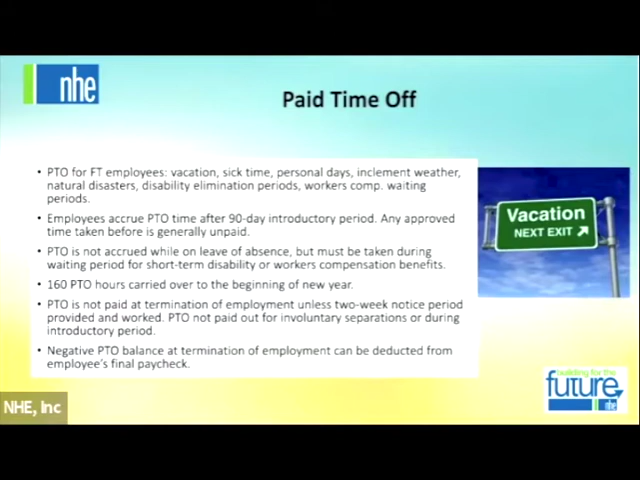 nhe
Paid Time Off
• PTO for FT employees: vacation, sick time, personal days, inclement weather,
natural disasters, disability elimination periods, workers comp. waiting
periods.
• Employees accrue PTO time after 90-day introductory period. Any approved
time taken before is generally unpaid.
• PTO is not accrued while on leave of absence, but must be taken during
waiting period for short-term disability or workers compensation benefits.
• 160 PTO hours carried over to the beginning of new year.
• PTO is not paid at termination of employment unless two-week notice period
provided and worked. PTO not paid out for involuntary separations or during
introductory period.
• Negative PTO balance at termination of employment can be deducted from
employee's final paycheck.
Vacation
NEXT EXIT
building for the
future
nhe
NHE, Inc